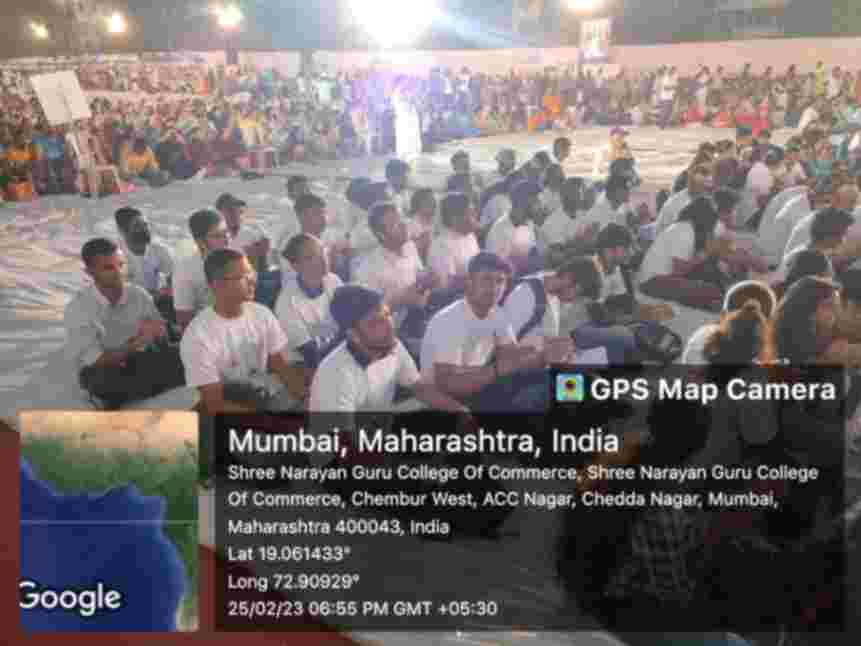 GPS Map Camera
Mumbai, Maharashtra, India
Shree Narayan Guru College Of Commerce, Shree Narayan Guru College
Of Commerce, Chembur West, ACC Nagar, Chedda Nagar, Mumbai,
Maharashtra 400043, India
Lat 19.061433°
Long 72.90929°
25/02/23 06:55 PM GMT +05:30
Google